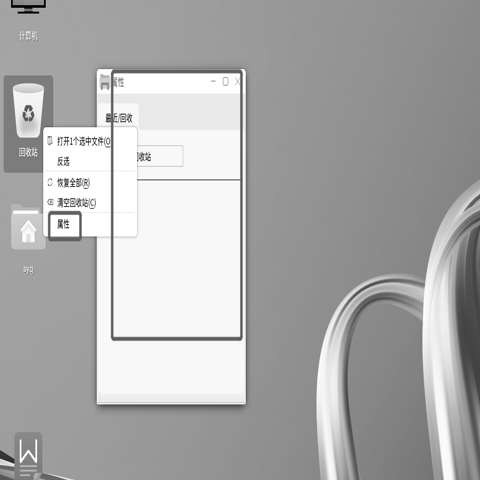 计算机
属性
回收站
最近/回收
打开1个选中文件(O
反选
回收站
恢复全部(R)
清空回收站(C)
属性
syq
W